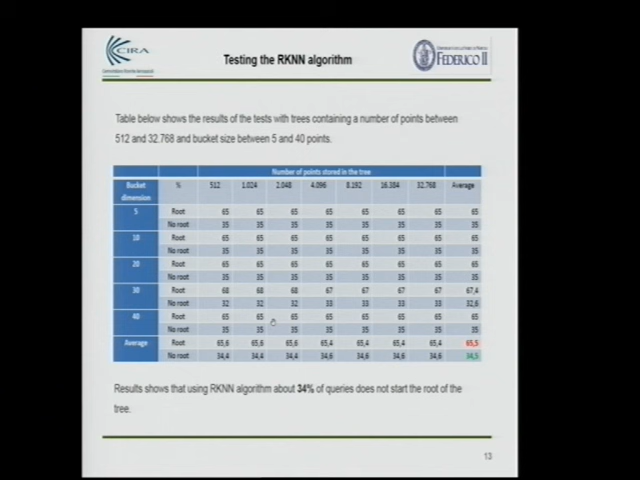 CIRA
Testing the RKNN algorithm
FEDERICO II
Table below shows the results of the tests with trees containing a number of points between
512 and 32.768 and bucket size between 5 and 40 points.
Number of points stored in the tree
Bucket dimension % 512 1.024 2.048 4.096 8.192 16.384 32.768 Average
5 Root 65 65 65 65 65 65 65 65
No root 35 35 35 35 35 35 35 35
10 Root 65 65 65 65 65 65 65 65
No root 35 35 35 35 35 35 35 35
20 Root 65 65 65 65 65 65 65 65
No root 35 35 35 35 35 35 35 35
30 Root 68 68 68 67 67 67 67 67,4
No root 32 32 32 33 33 33 33 32,6
40 Root 65 65 65 65 65 65 65 65
No root 35 35 35 35 35 35 35 35
Average Root 65,6 65,6 65,6 65,4 65,4 65,4 65,4 65,5
No root 34,4 34,4 34,4 34,6 34,6 34,6 34,6 34,5
Results shows that using RKNN algorithm about 34% of queries does not start the root of the
tree.
13